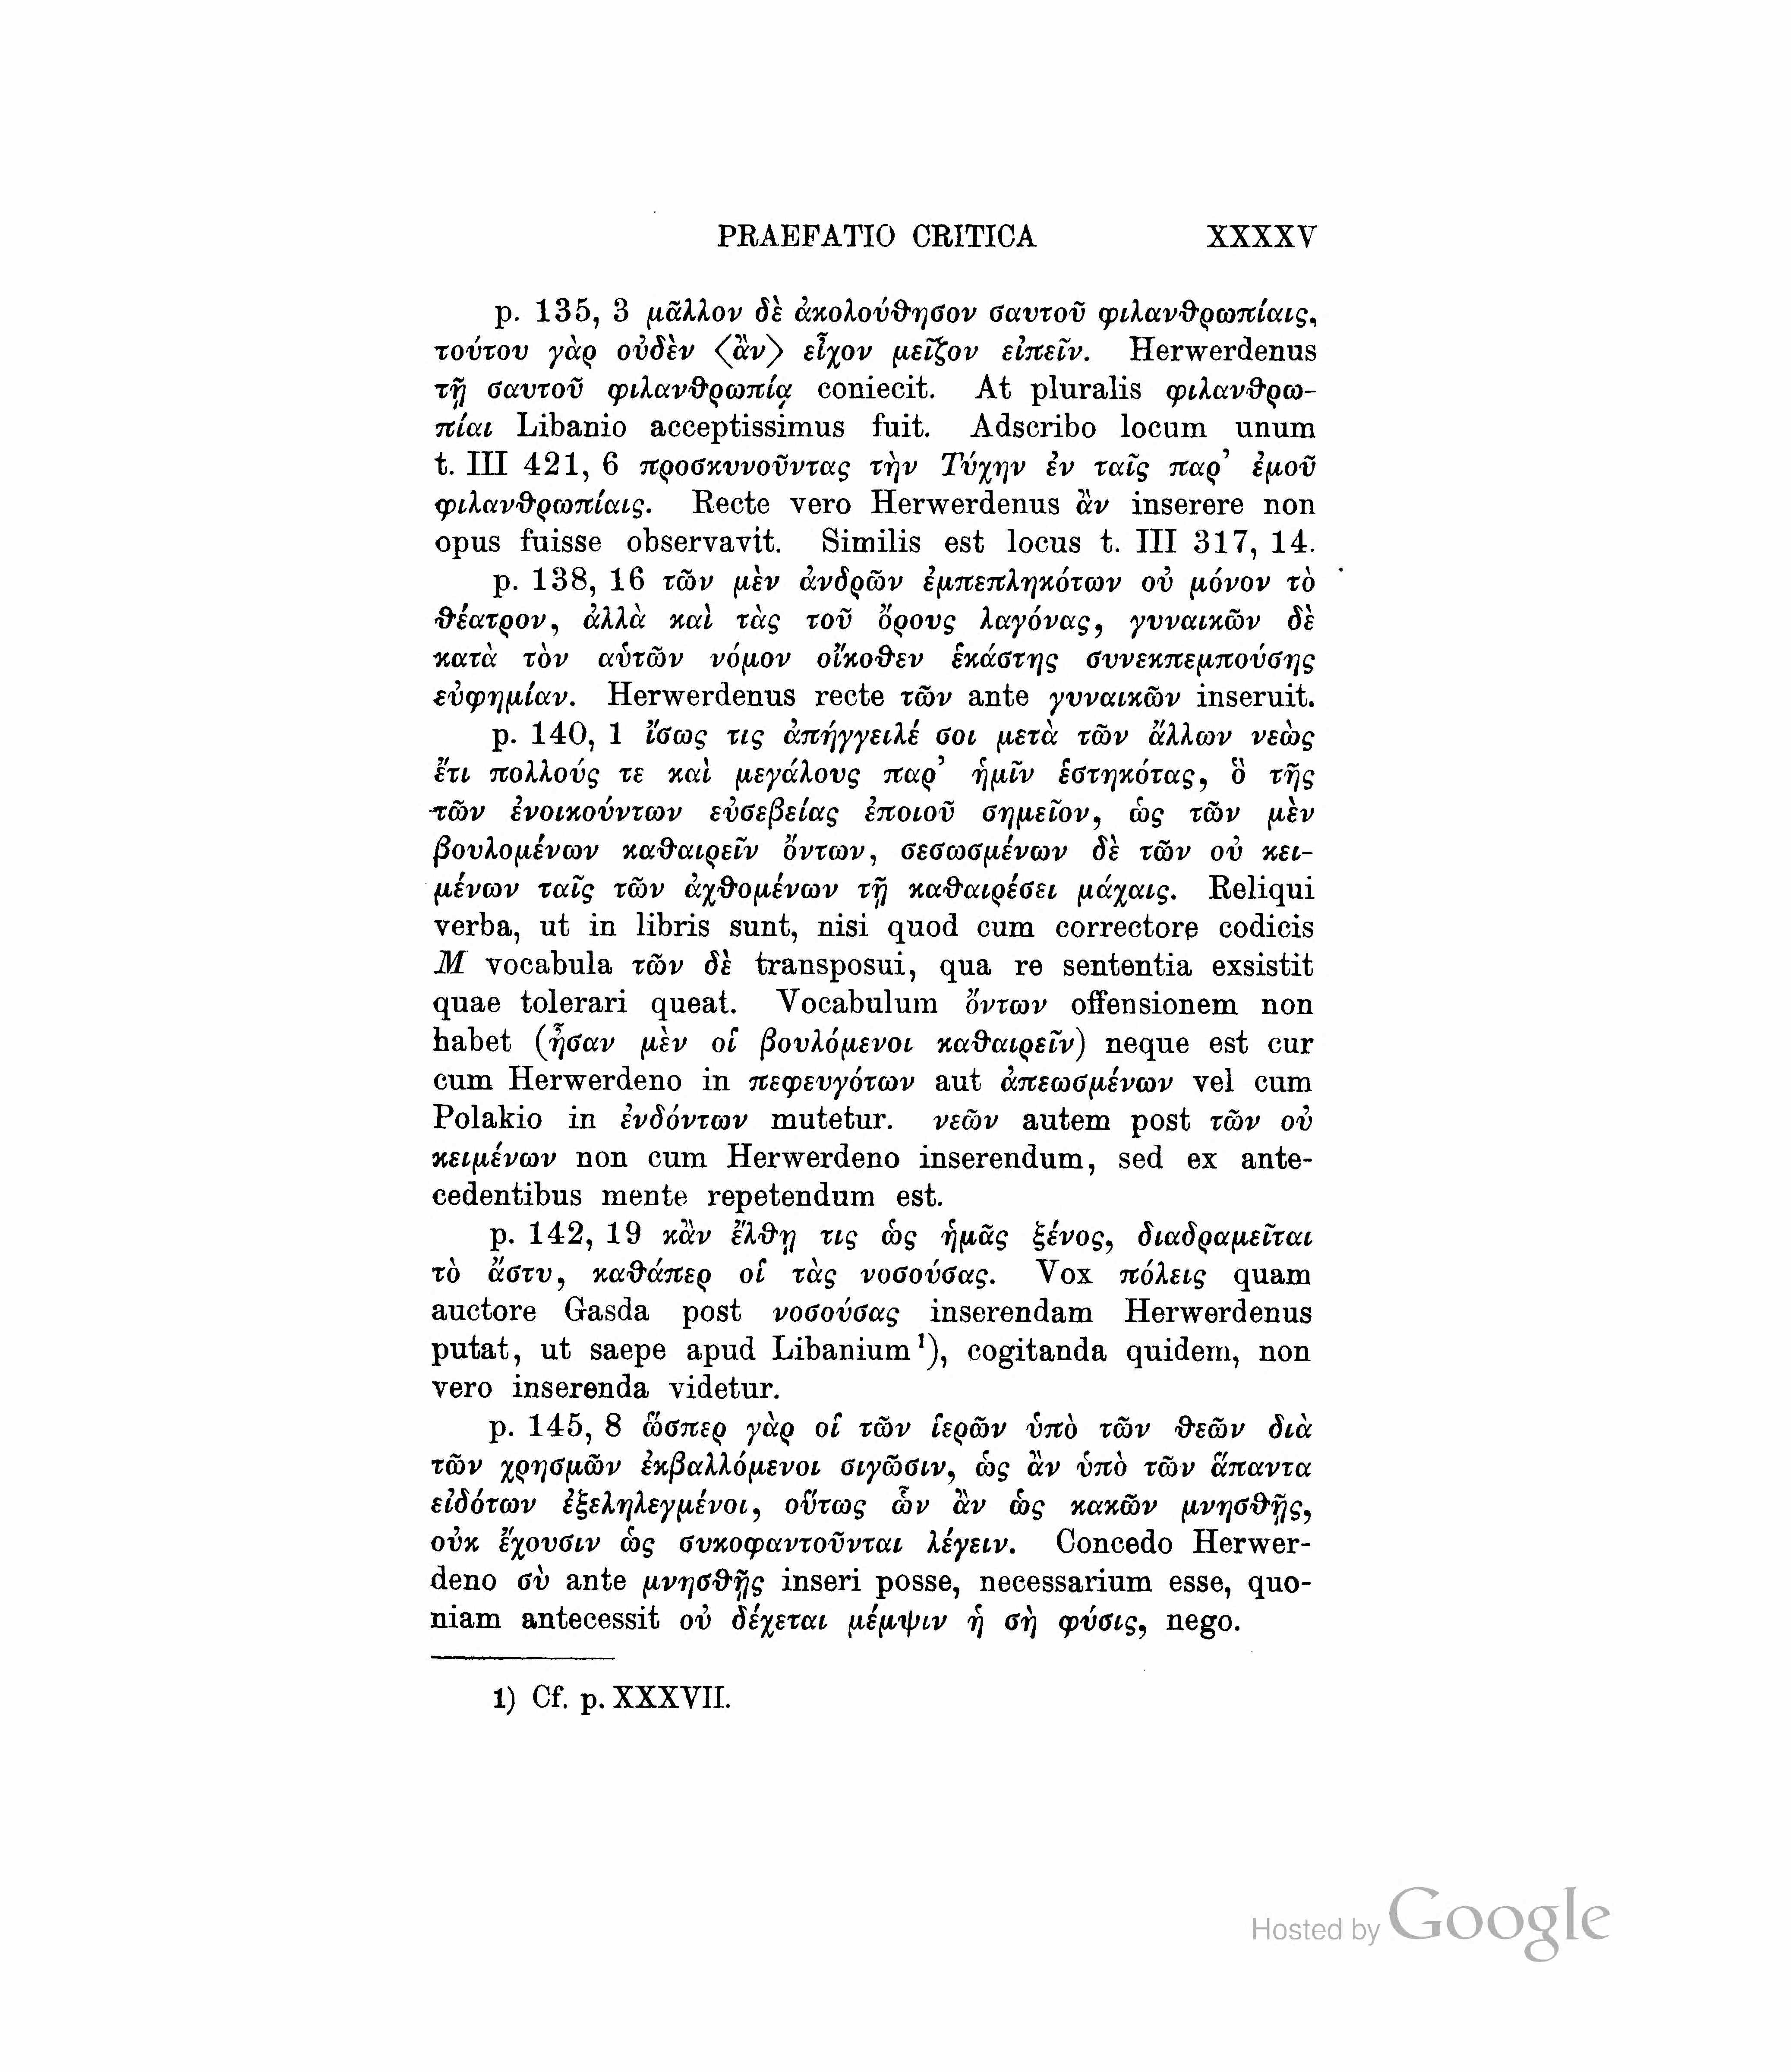 PRAEFATIO CRITICA XXXXV
p. 135, 3 μᾶλλον δὲ ἀκολούθησον σαυτοῦ φιλανθρωπίαις,
τούτου γὰρ οὐδὲν ⟨ἂν⟩ εἶχον μεῖζον εἰπεῖν. Herwerdenus
τῇ σαυτοῦ φιλανθρωπίᾳ coniecit. At pluralis φιλανθρω-
πίαι Libanio acceptissimus fuit. Adscribo locum unum
t. III 421, 6 προσκυνοῦντας τὴν Τύχην ἐν ταῖς παρ’ ἐμοῦ
φιλανθρωπίαις. Recte vero Herwerdenus ἂν inserere non
opus fuisse observavit. Similis est locus t. III 317, 14.
p. 138, 16 τῶν μὲν ἀνδρῶν ἐμπεπληκότων οὐ μόνον τὸ
θέατρον, ἀλλὰ καὶ τὰς τοῦ ὄρους λαγόνας, γυναικῶν δὲ
κατὰ τὸν αὑτῶν νόμον οἴκοθεν ἑκάστης συνεκπεμπούσης
εὐφημίαν. Herwerdenus recte τῶν ante γυναικῶν inseruit.
p. 140, 1 ἴσως τις ἀπήγγειλέ σοι μετὰ τῶν ἄλλων νεὼς
ἔτι πολλούς τε καὶ μεγάλους παρ’ ἡμῖν ἑστηκότας, ὃ τῆς
τῶν ἐνοικούντων εὐσεβείας ἐποιοῦ σημεῖον, ὡς τῶν μὲν
βουλομένων καθαιρεῖν ὄντων, σεσωσμένων δὲ τῶν οὐ κει-
μένων ταῖς τῶν ἀχθομένων τῇ καθαιρέσει μάχαις. Reliqui
verba, ut in libris sunt, nisi quod cum correctore codicis
M vocabula τῶν δὲ transposui, qua re sententia exsistit
quae tolerari queat. Vocabulum ὄντων offensionem non
habet (ἦσαν μὲν οἱ βουλόμενοι καθαιρεῖν) neque est cur
cum Herwerdeno in πεφευγότων aut ἀπεωσμένων vel cum
Polakio in ἐνδόντων mutetur. νεῶν autem post τῶν οὐ
κειμένων non cum Herwerdeno inserendum, sed ex ante-
cedentibus mente repetendum est.
p. 142, 19 κἂν ἔλθῃ τις ὡς ἡμᾶς ξένος, διαδραμεῖται
τὸ ἄστυ, καθάπερ οἱ τὰς νοσούσας. Vox πόλεις quam
auctore Gasda post νοσούσας inserendam Herwerdenus
putat, ut saepe apud Libanium ¹), cogitanda quidem, non
vero inserenda videtur.
p. 145, 8 ὥσπερ γὰρ οἱ τῶν ἱερῶν ὑπὸ τῶν θεῶν διὰ
τῶν χρησμῶν ἐκβαλλόμενοι σιγῶσιν, ὡς ἂν ὑπὸ τῶν ἅπαντα
εἰδότων ἐξεληλεγμένοι, οὕτως ὧν ἂν ὡς κακῶν μνησθῇς,
οὐκ ἔχουσιν ὡς συκοφαντοῦνται λέγειν. Concedo Herwer-
deno σὺ ante μνησθῇς inseri posse, necessarium esse, quo-
niam antecessit οὐ δέχεται μέμψιν ἡ σὴ φύσις, nego.
1) Cf. p. XXXVII.
Hosted by Google